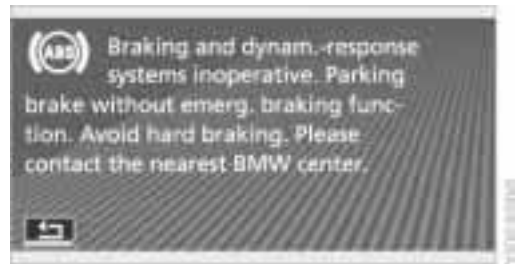 ABS Braking and dynam.-response
systems inoperative. Parking
brake without emerg. braking func-
tion. Avoid hard braking. Please
contact the nearest BMW center.